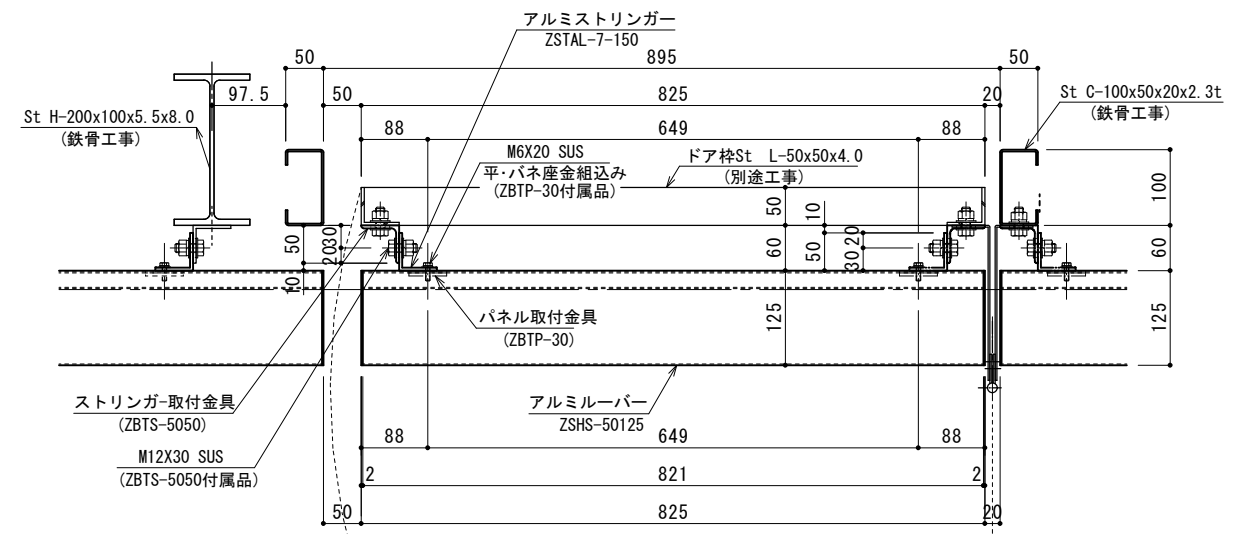 アルミストリンガー
ZSTAL-7-150
50
895
50
97.5
50
825
20
St H-200x100x5.5x8.0
(鉄骨工事)
St C-100x50x20x2.3t
(鉄骨工事)
88
649
88
M6X20 SUS
平･バネ座金組込み
(ZBTP-30付属品)
ドア枠St L-50x50x4.0
(別途工事)
100
50
10
50
30
20
10
60
50
20
30
60
125
125
パネル取付金具
(ZBTP-30)
ストリンガｰ取付金具
(ZBTS-5050)
アルミルーバー
ZSHS-50125
M12X30 SUS
(ZBTS-5050付属品)
88
649
88
2
821
2
50
825
20